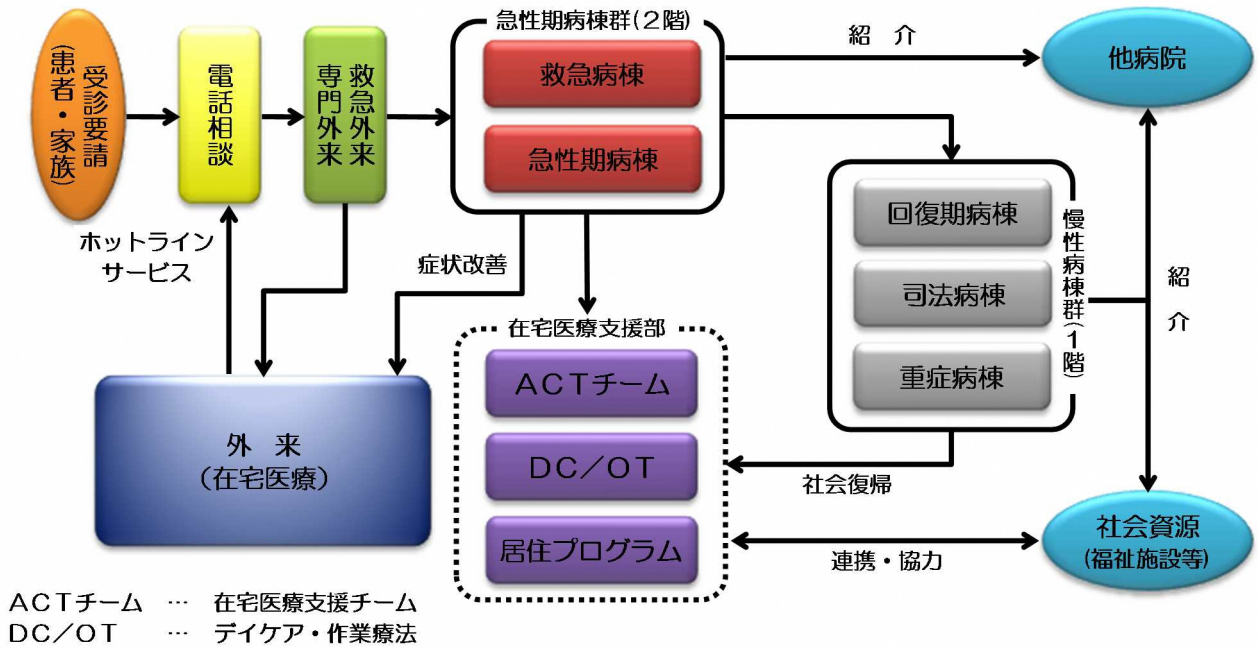 受診要請
(患者・家族)
電話相談
救急外来
専門外来
急性期病棟群(2階)
救急病棟
急性期病棟
紹 介
他病院
ホットライン
サービス
症状改善
外 来
(在宅医療)
在宅医療支援部
ACTチーム
DC/OT
居住プログラム
回復期病棟
司法病棟
重症病棟
慢性病棟群(1階)
紹 介
社会復帰
連携・協力
社会資源
(福祉施設等)
ACTチーム … 在宅医療支援チーム
DC/OT … デイケア・作業療法